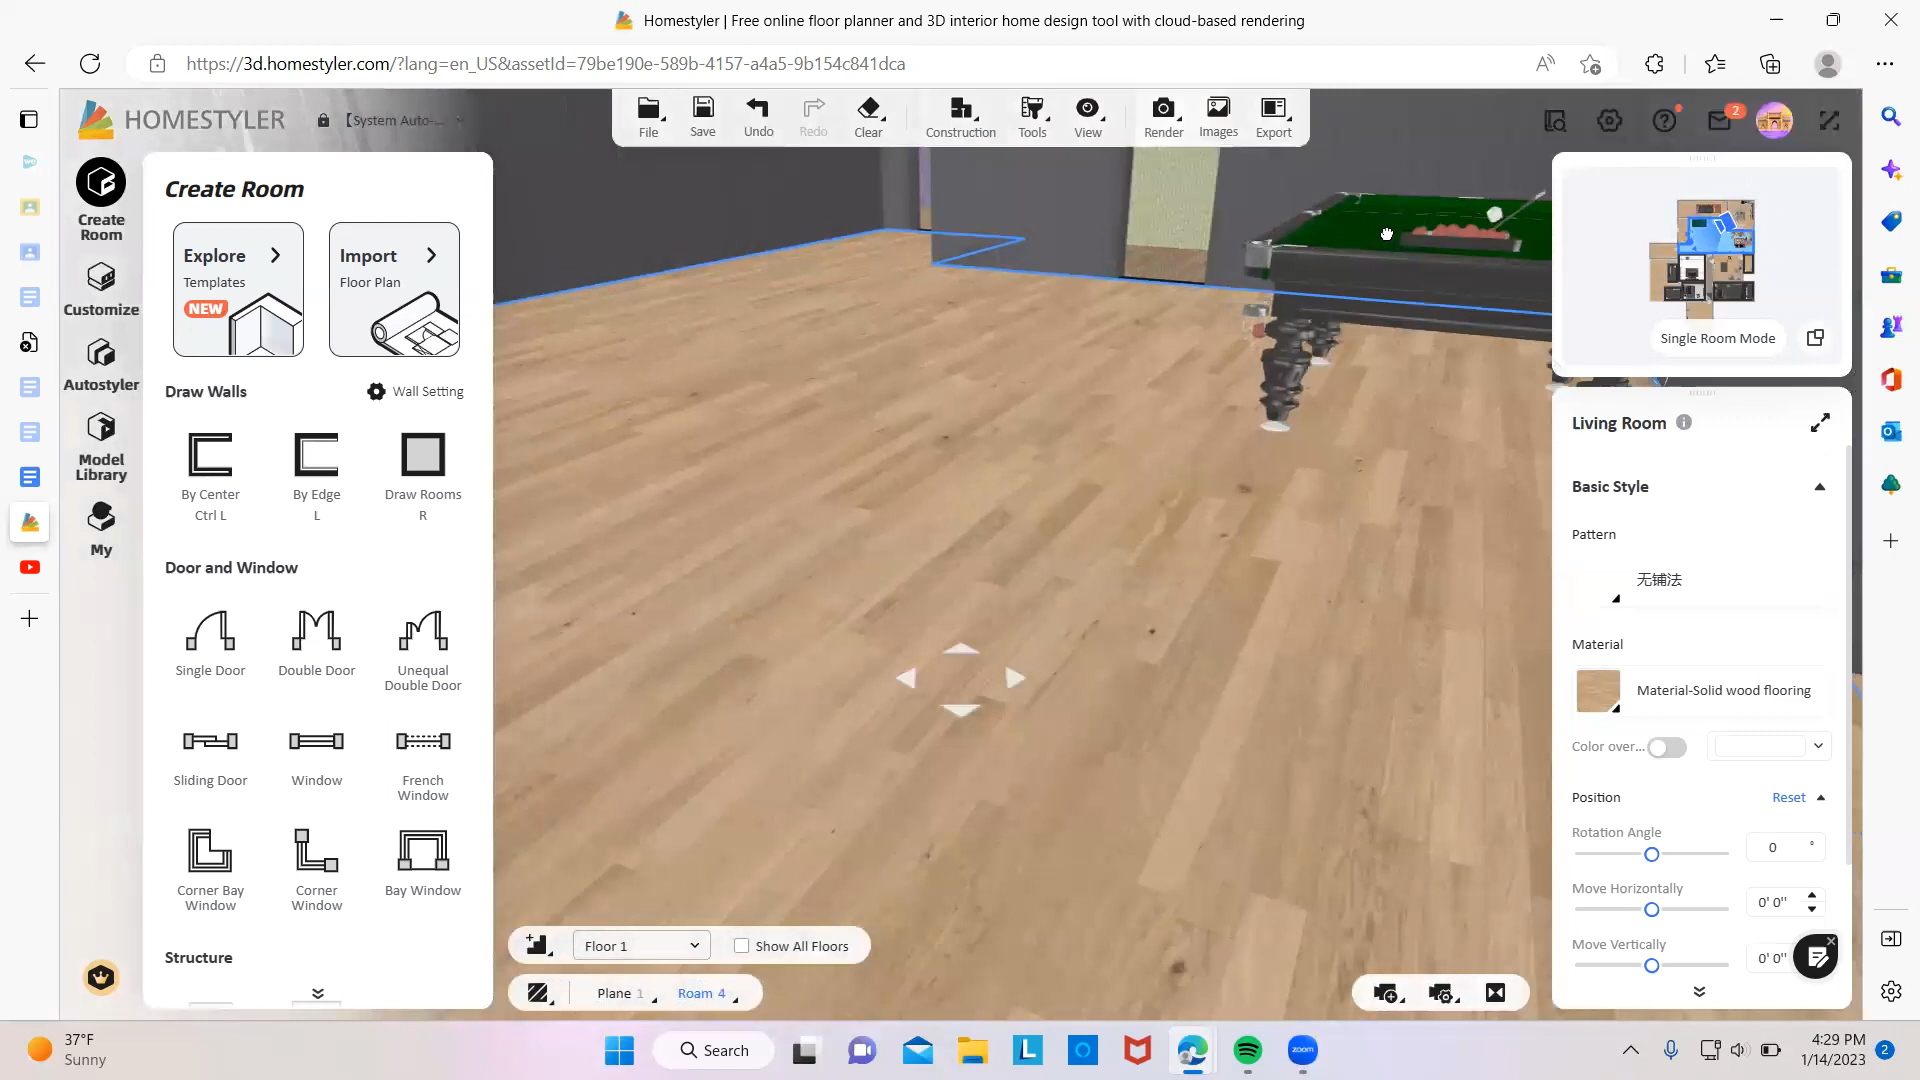 Homestyler | Free online floor planner and 3D interior home design tool with cloud-based rendering
https://3d.homestyler.com/?lang=en_US&assetId=79be190e-589b-4157-a4a5-9b154c841dca
HOMESTYLER
【System Auto-...
File
Save
Undo
Redo
Clear
Construction
Tools
View
Render
Images
Export
2
Create
Room
Customize
Autostyler
Model
Library
My
Create Room
Explore
Templates
NEW
Import
Floor Plan
Draw Walls
Wall Setting
By Center
Ctrl L
By Edge
L
Draw Rooms
R
Door and Window
Single Door
Double Door
Unequal
Double Door
Sliding Door
Window
French
Window
Corner Bay
Window
Corner
Window
Bay Window
Structure
Floor 1
Show All Floors
Plane 1
Roam 4
Single Room Mode
Living Room
Basic Style
Pattern
无铺法
Material
Material-Solid wood flooring
Color over...
Position
Reset
Rotation Angle
0 °
Move Horizontally
0' 0"
Move Vertically
0' 0"
37°F
Sunny
Search
L
zoom
4:29 PM
1/14/2023
2